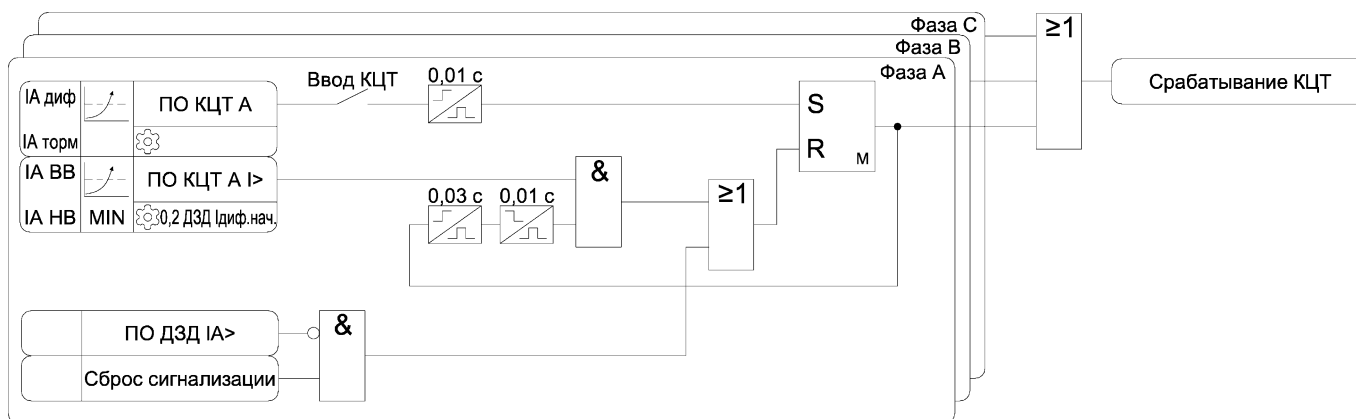 Фаза C
Фаза B
Фаза A
≥1
Срабатывание КЦТ
IA диф
ПО КЦТ А
IA торм
Ввод КЦТ
0,01 с
S
R
M
IA ВВ
ПО КЦТ А I>
IA НВ
MIN
0,2 ДЗД Iдиф.нач.
0,03 с
0,01 с
&
≥1
ПО ДЗД IA>
Сброс сигнализации
&